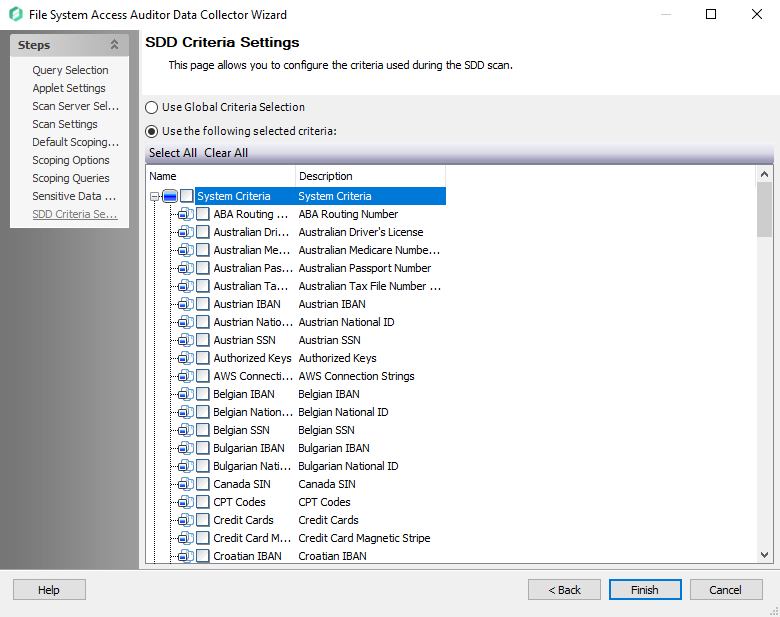 File System Access Auditor Data Collector Wizard
Steps
Query Selection
Applet Settings
Scan Server Sel...
Scan Settings
Default Scoping...
Scoping Options
Scoping Queries
Sensitive Data ...
SDD Criteria Se...
SDD Criteria Settings
This page allows you to configure the criteria used during the SDD scan.
Use Global Criteria Selection
Use the following selected criteria:
Select All Clear All
Name Description
System Criteria System Criteria
ABA Routing ... ABA Routing Number
Australian Dri... Australian Driver's License
Australian Me... Australian Medicare Numbe...
Australian Pas... Australian Passport Number
Australian Ta... Australian Tax File Number ...
Austrian IBAN Austrian IBAN
Austrian Natio... Austrian National ID
Austrian SSN Austrian SSN
Authorized Keys Authorized Keys
AWS Connecti... AWS Connection Strings
Belgian IBAN Belgian IBAN
Belgian Nation... Belgian National ID
Belgian SSN Belgian SSN
Bulgarian IBAN Bulgarian IBAN
Bulgarian Nati... Bulgarian National ID
Canada SIN Canada SIN
CPT Codes CPT Codes
Credit Cards Credit Cards
Credit Card M... Credit Card Magnetic Stripe
Croatian IBAN Croatian IBAN
Help < Back Finish Cancel